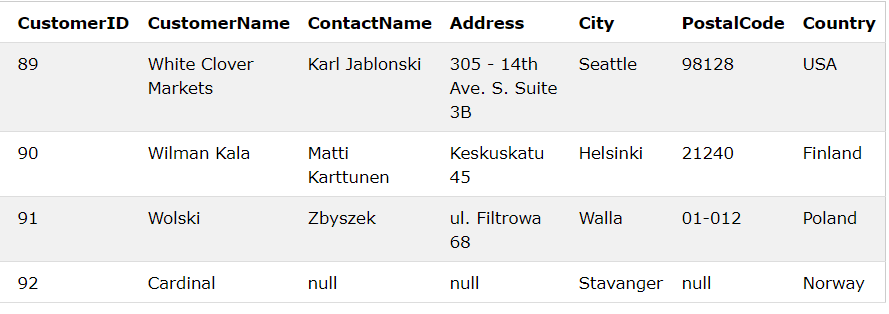 CustomerID CustomerName ContactName Address City PostalCode Country
89 White Clover Karl Jablonski 305 - 14th Seattle 98128 USA
Markets Ave. S. Suite
3B
90 Wilman Kala Matti Keskuskatu Helsinki 21240 Finland
Karttunen 45
91 Wolski Zbyszek ul. Filtrowa Walla 01-012 Poland
68
92 Cardinal null null Stavanger null Norway